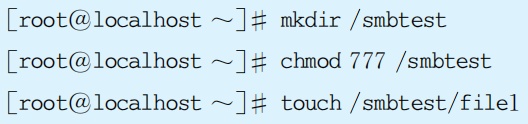 [root@localhost ~]# mkdir /smbtest
[root@localhost ~]# chmod 777 /smbtest
[root@localhost ~]# touch /smbtest/file1